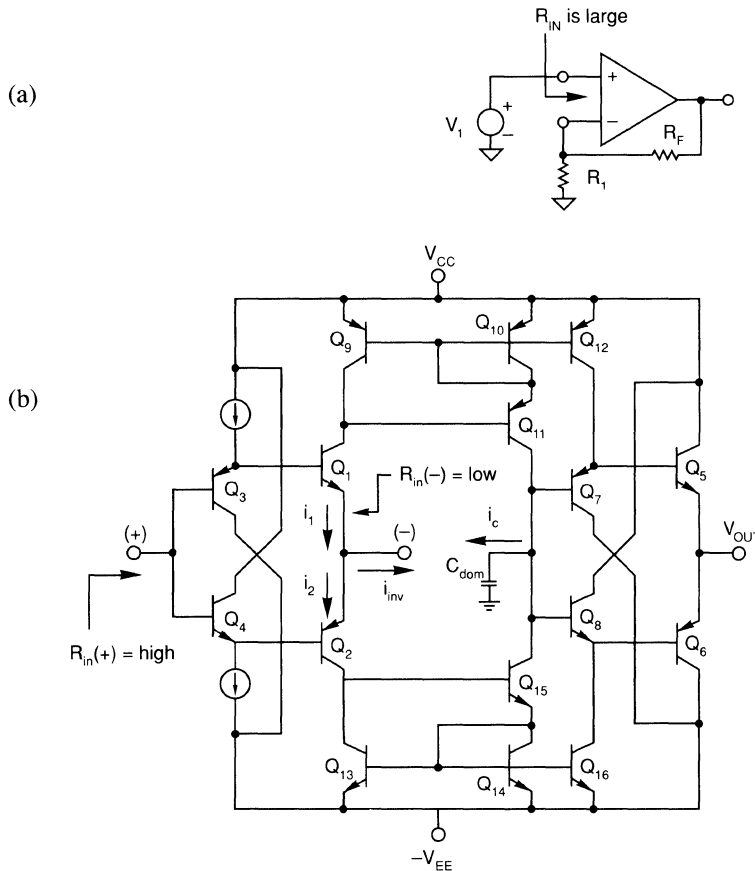 R_IN is large
(a)
+
V_1
+
−
−
R_F
R_1
V_CC
Q_9
Q_10
Q_12
(b)
Q_11
Q_1
R_in(−) = low
Q_5
Q_3
Q_7
i_1
i_c
(+)
(−)
V_OU
C_dom
i_2
i_inv
Q_4
Q_8
R_in(+) = high
Q_2
Q_6
Q_15
Q_13
Q_14
Q_16
−V_EE